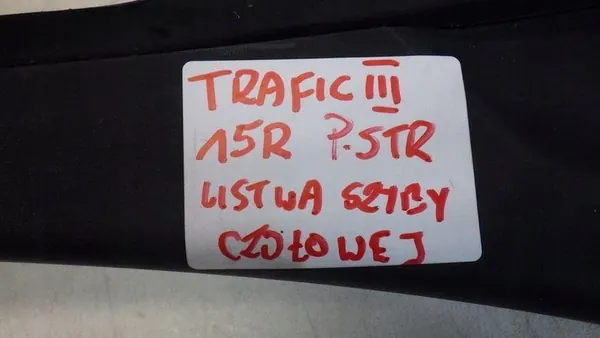 TRAFIC III
15R P.STR
LISTWA SZYBY
CZOŁOWEJ